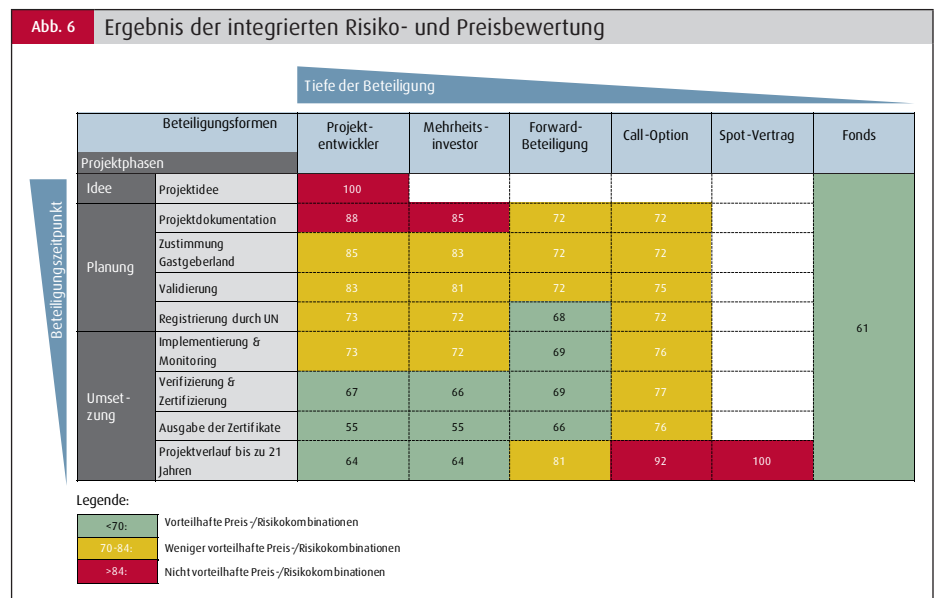 Abb. 6
Ergebnis der integrierten Risiko- und Preisbewertung
Tiefe der Beteiligung
Beteiligungsformen
Projektphasen
Projekt-
entwickler
Mehrheits-
investor
Forward-
Beteiligung
Call-Option
Spot-Vertrag
Fonds
Beteiligungszeitpunkt
Idee
Projektidee
100
Planung
Projektdokumentation
88
85
72
72
Zustimmung
Gastgeberland
85
83
72
72
Validierung
83
81
72
75
Registrierung durch UN
73
72
68
72
61
Umset-
zung
Implementierung &
Monitoring
73
72
69
76
Verifizierung &
Zertifizierung
67
66
69
77
Ausgabe der Zertifikate
55
55
66
76
Projektverlauf bis zu 21
Jahren
64
64
81
92
100
Legende:
<70:
Vorteilhafte Preis-/Risikokombinationen
70-84:
Weniger vorteilhafte Preis-/Risikokombinationen
>84:
Nicht vorteilhafte Preis-/Risikokombinationen